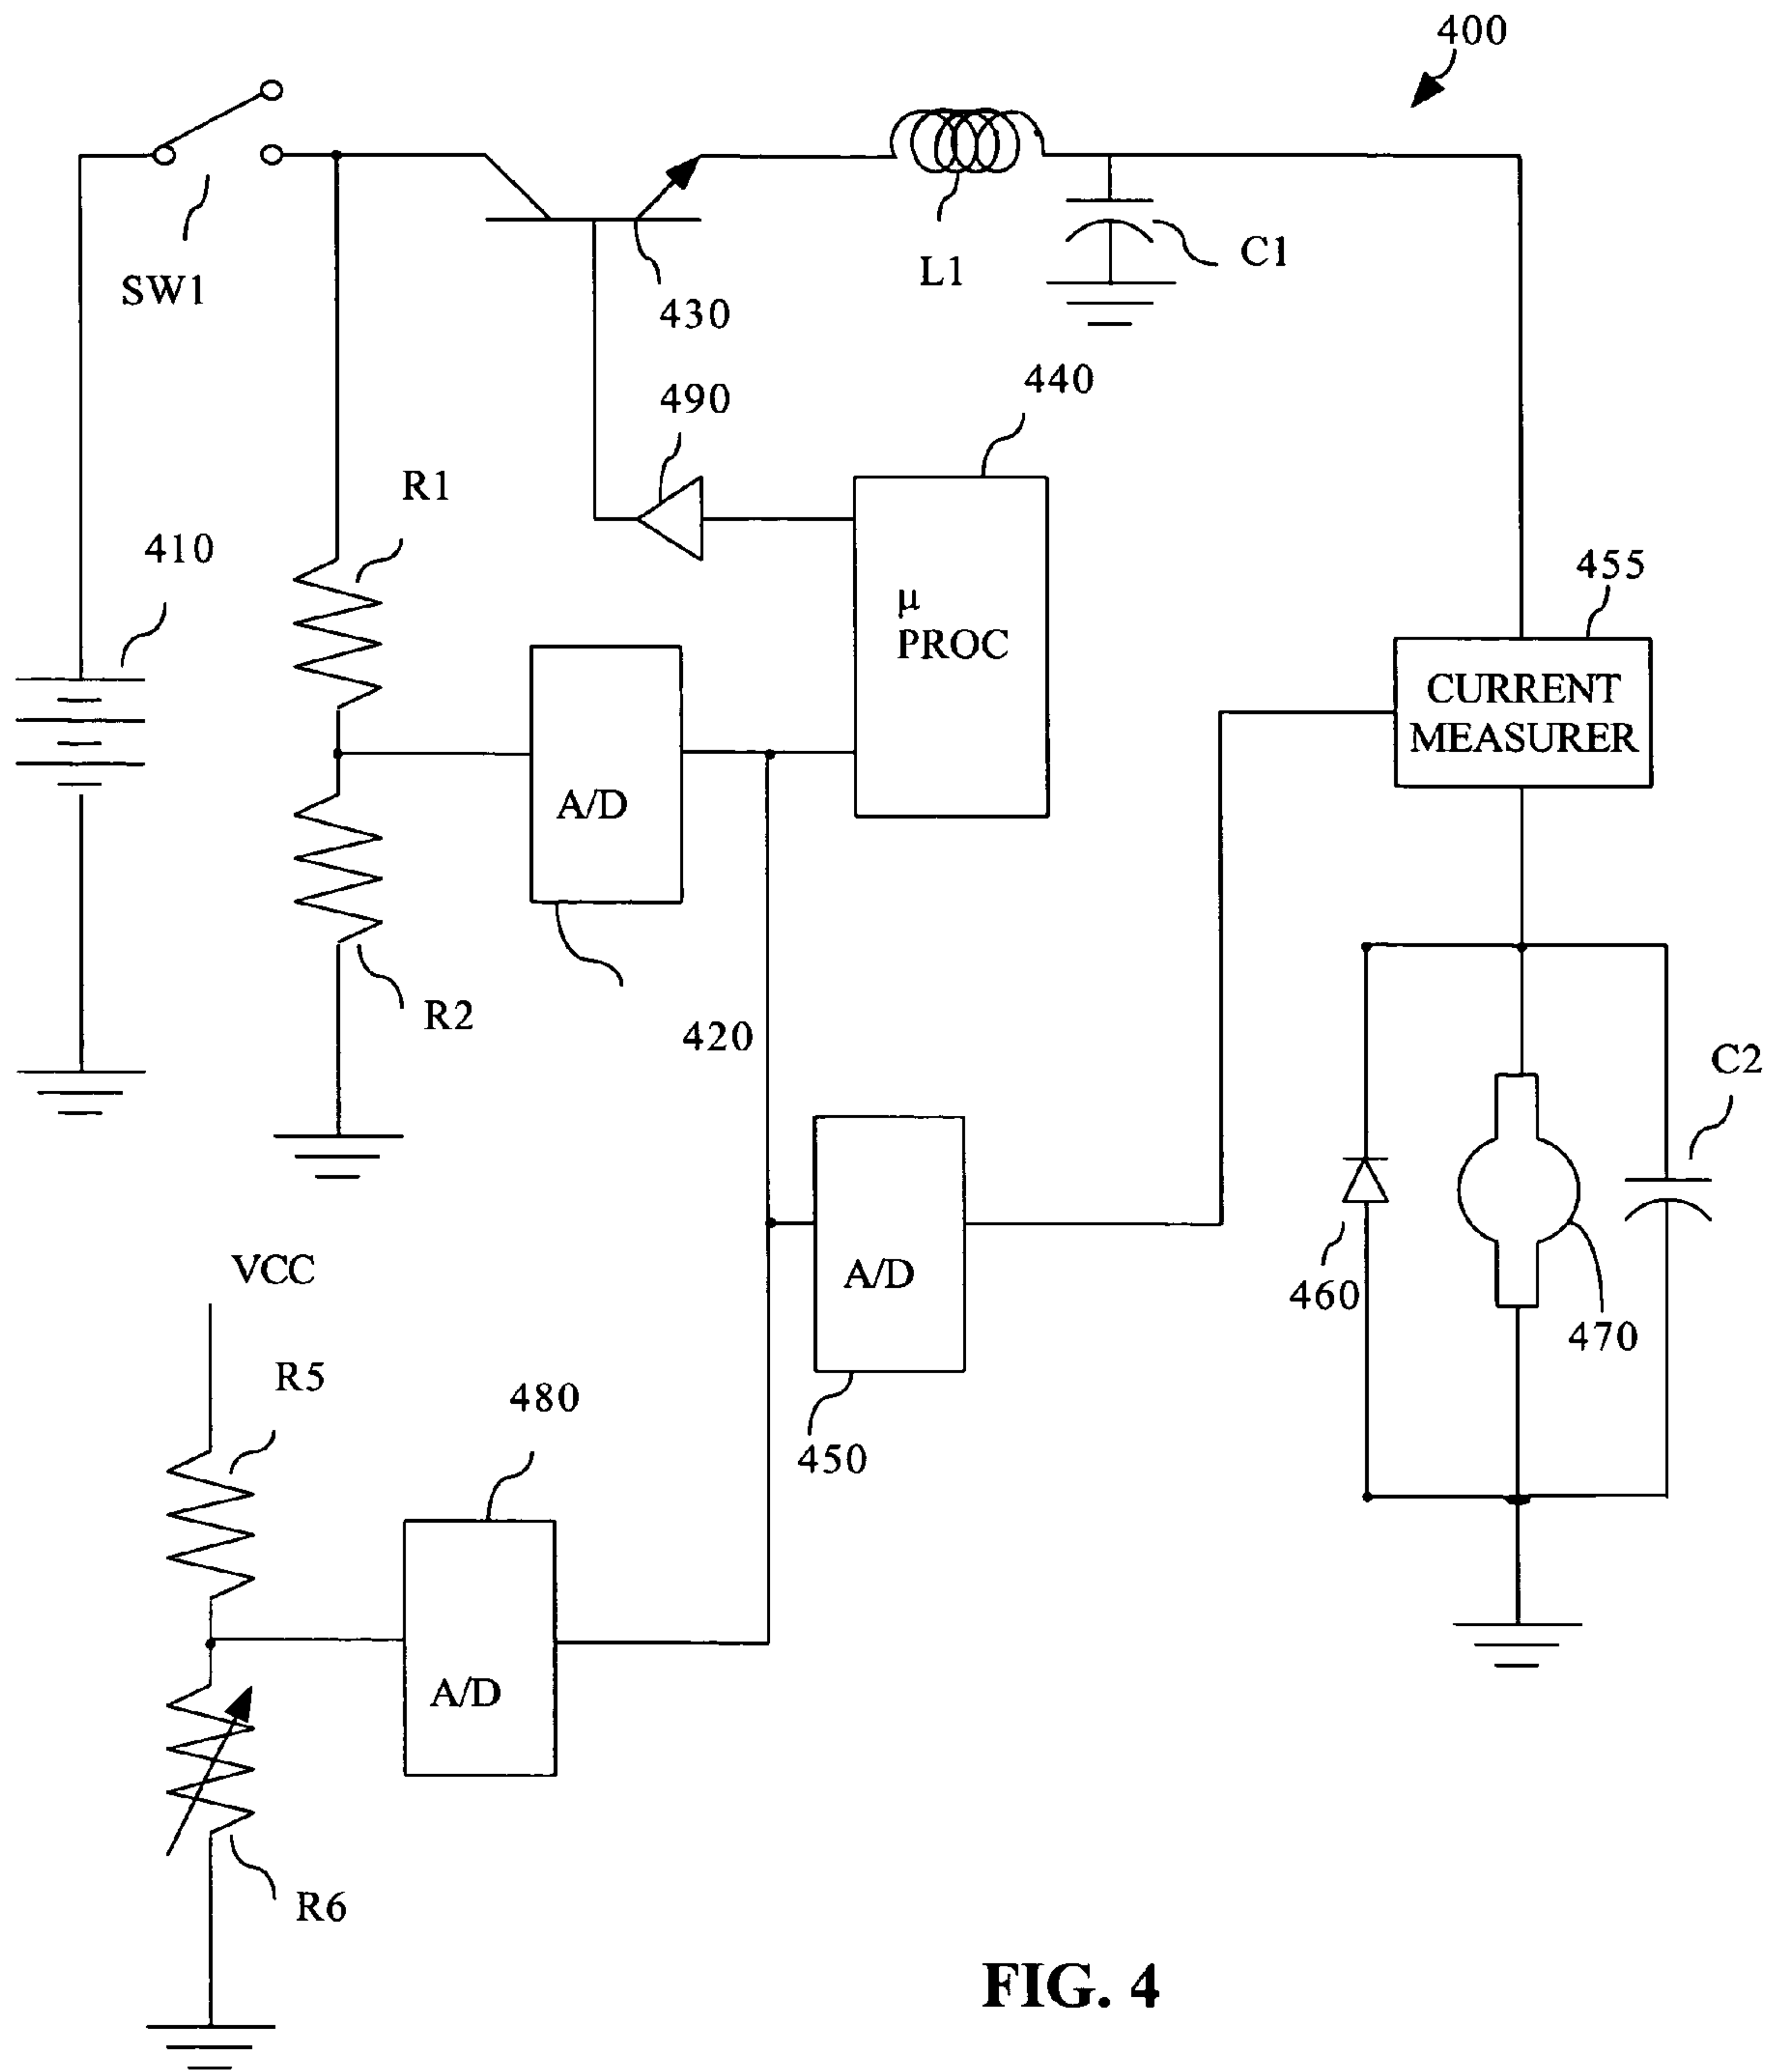 400
SW1
430
L1
C1
490
440
R1
410
455
μ
PROC
CURRENT
MEASURER
A/D
R2
420
C2
VCC
A/D
460
470
R5
480
450
A/D
R6
FIG. 4